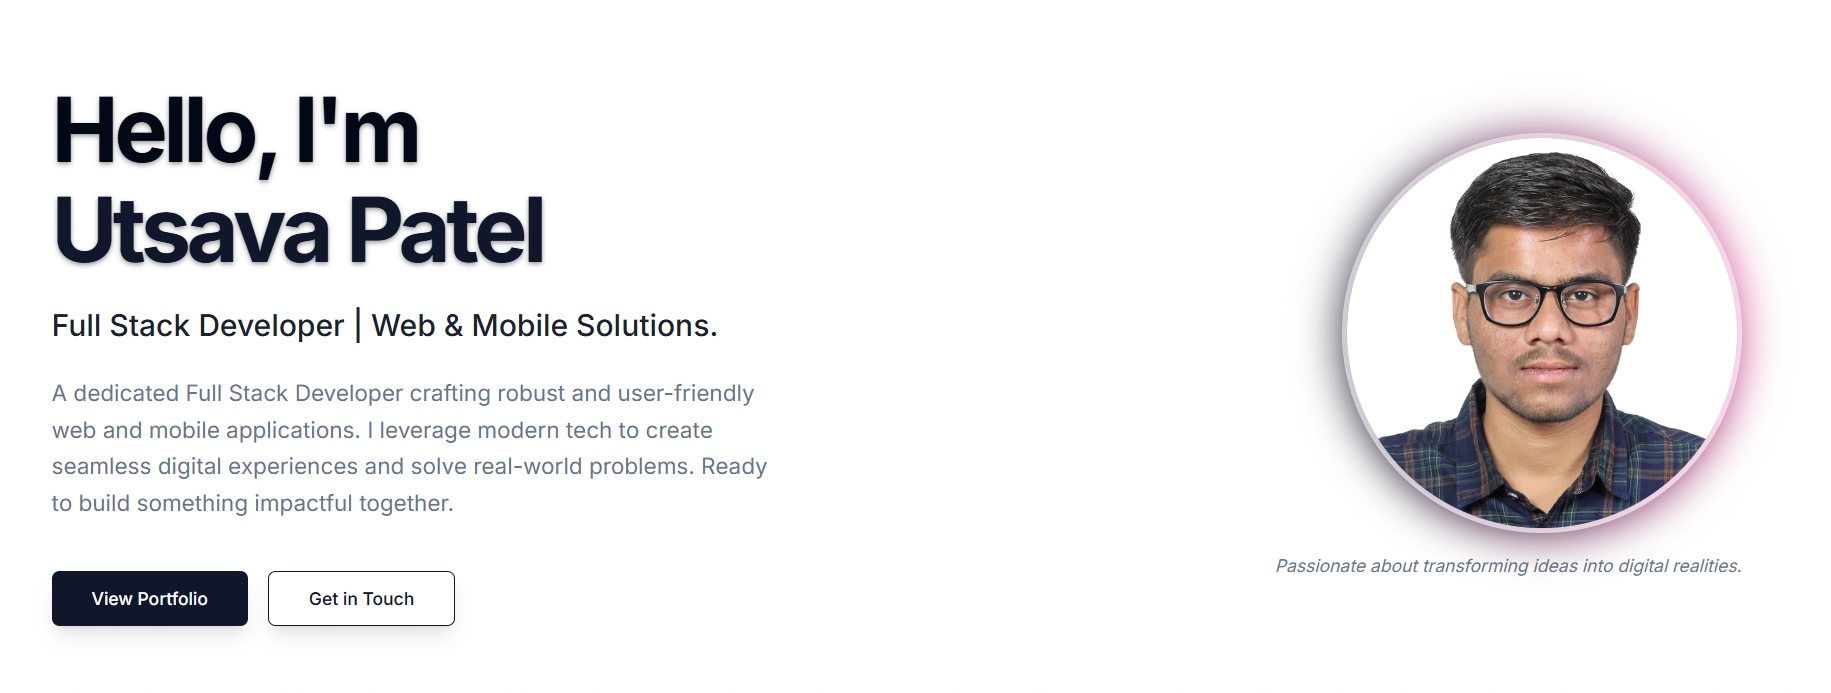 Hello, I'm
Utsava Patel
Full Stack Developer | Web & Mobile Solutions.
A dedicated Full Stack Developer crafting robust and user-friendly
web and mobile applications. I leverage modern tech to create
seamless digital experiences and solve real-world problems. Ready
to build something impactful together.
View Portfolio
Get in Touch
Passionate about transforming ideas into digital realities.